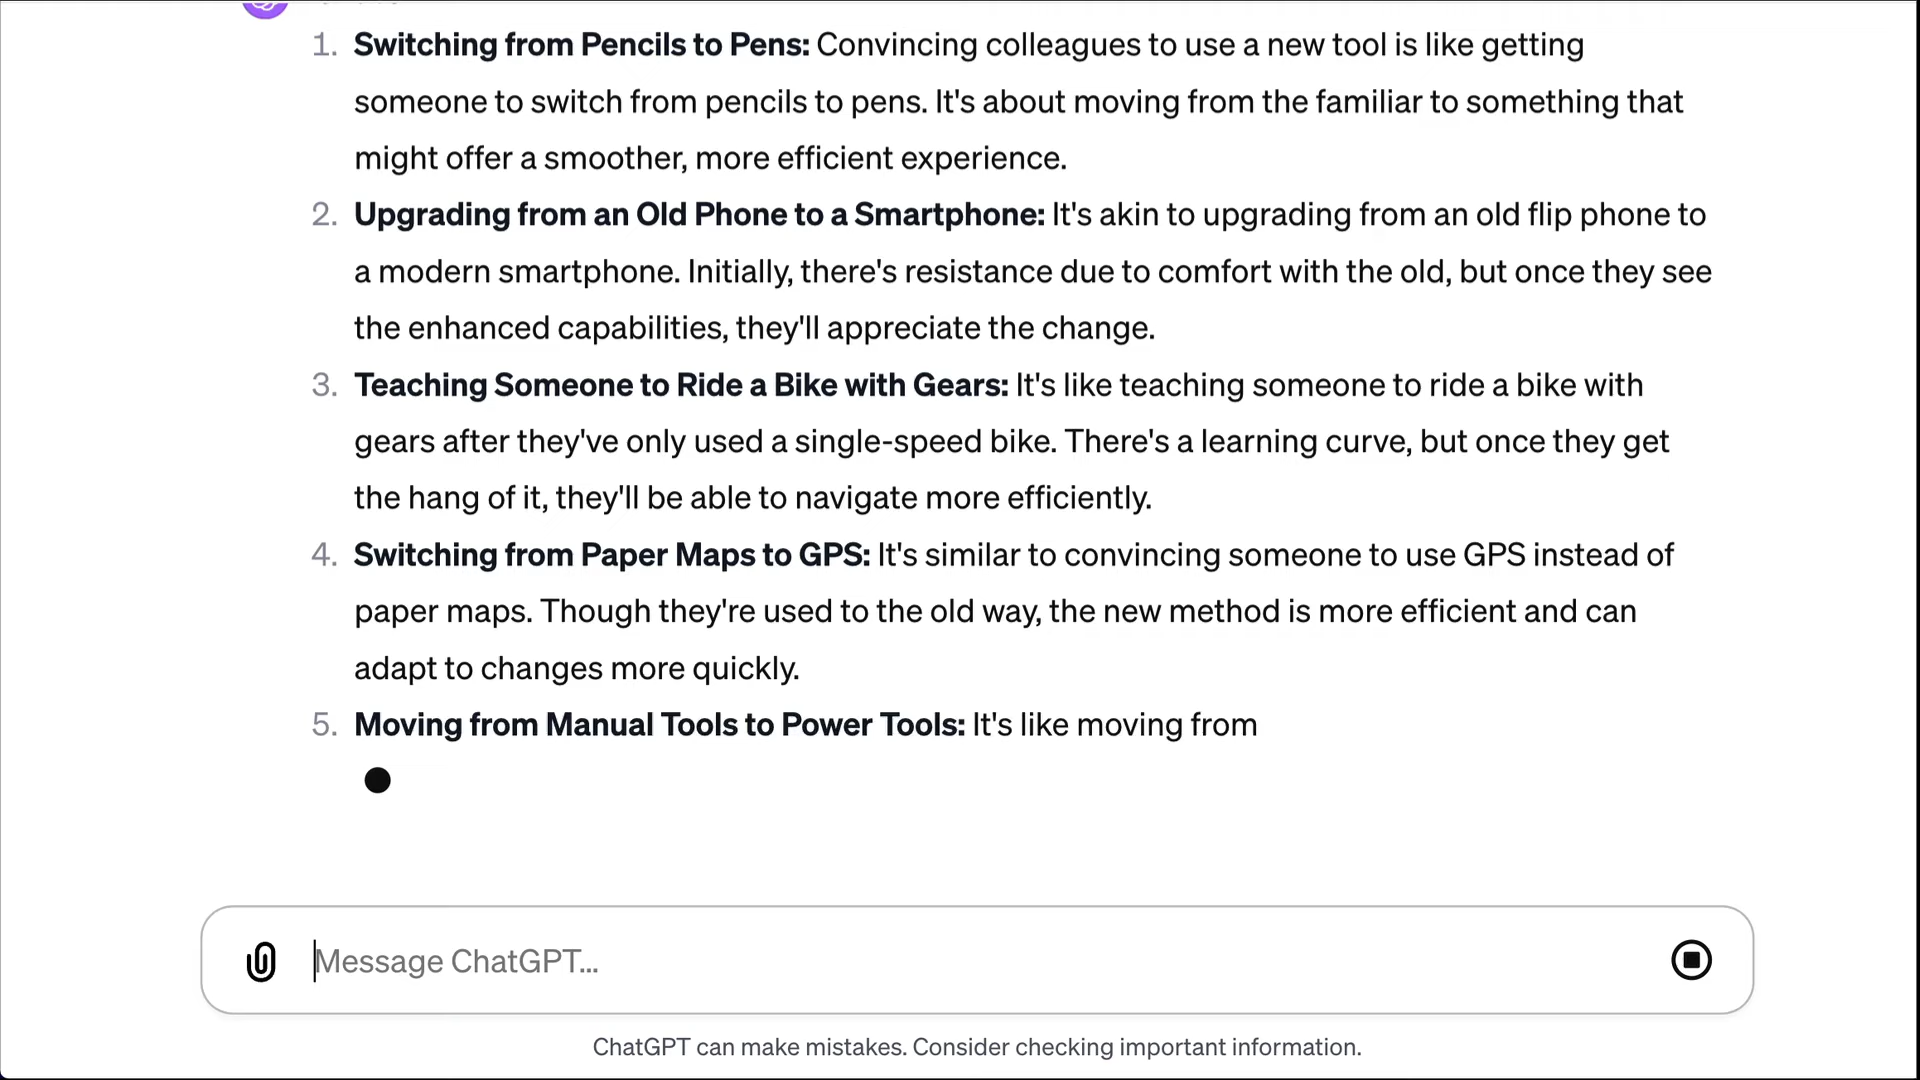 1. Switching from Pencils to Pens: Convincing colleagues to use a new tool is like getting
someone to switch from pencils to pens. It's about moving from the familiar to something that
might offer a smoother, more efficient experience.
2. Upgrading from an Old Phone to a Smartphone: It's akin to upgrading from an old flip phone to
a modern smartphone. Initially, there's resistance due to comfort with the old, but once they see
the enhanced capabilities, they'll appreciate the change.
3. Teaching Someone to Ride a Bike with Gears: It's like teaching someone to ride a bike with
gears after they've only used a single-speed bike. There's a learning curve, but once they get
the hang of it, they'll be able to navigate more efficiently.
4. Switching from Paper Maps to GPS: It's similar to convincing someone to use GPS instead of
paper maps. Though they're used to the old way, the new method is more efficient and can
adapt to changes more quickly.
5. Moving from Manual Tools to Power Tools: It's like moving from
Message ChatGPT...
ChatGPT can make mistakes. Consider checking important information.